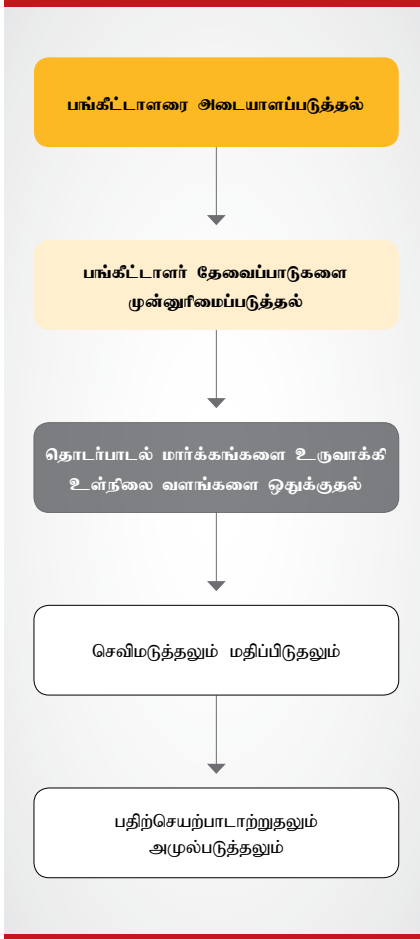 பங்கீட்டாளரை அடையாளப்படுத்தல்
பங்கீட்டாளர் தேவைப்பாடுகளை
முன்னுரிமைப்படுத்தல்
தொடர்பாடல் மார்க்கங்களை உருவாக்கி
உள்நிலை வளங்களை ஒதுக்குதல்
செவிமடுத்தலும் மதிப்பிடுதலும்
பதிற்செயற்பாடாற்றுதலும்
அமுல்படுத்தலும்